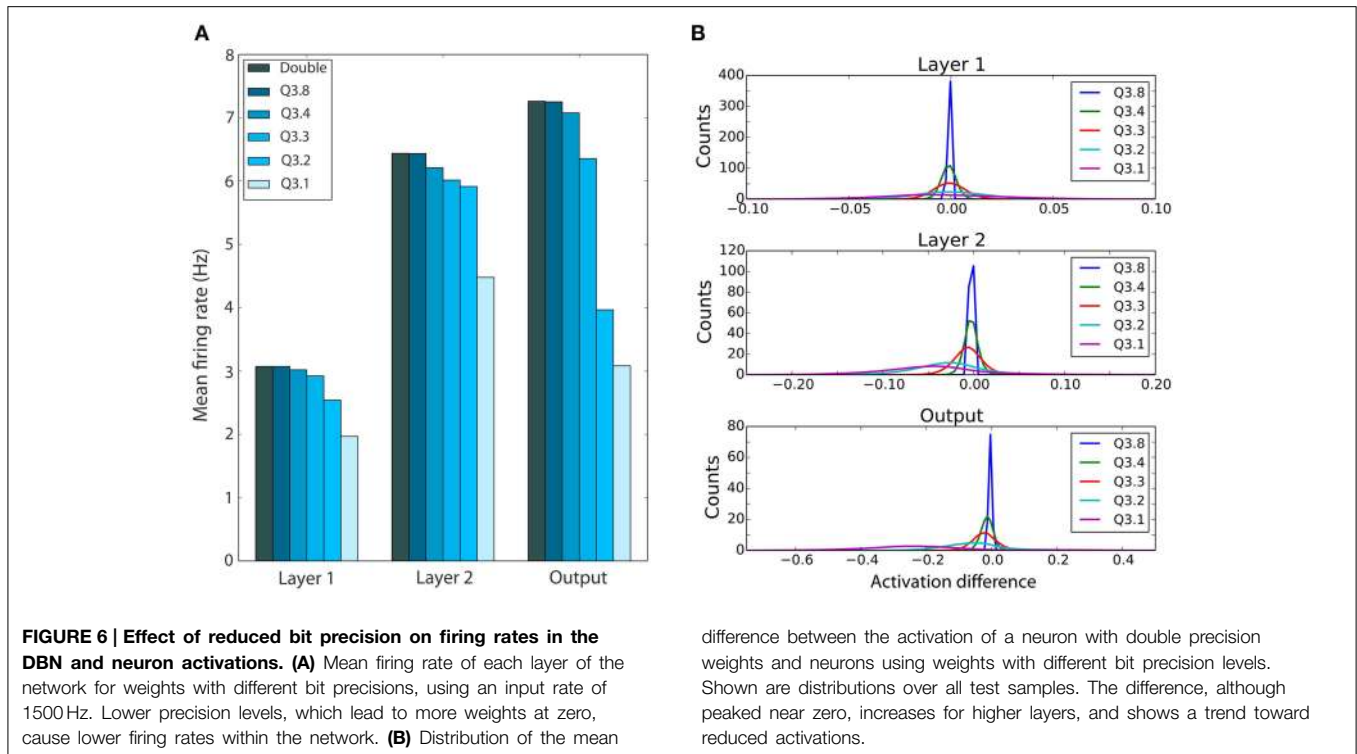 A
8
7
6
5
4
3
2
1
0
Mean firing rate (Hz)
Double
Q3.8
Q3.4
Q3.3
Q3.2
Q3.1
Layer 1
Layer 2
Output
B
Layer 1
400
300
200
100
0
Counts
Q3.8
Q3.4
Q3.3
Q3.2
Q3.1
−0.10
−0.05
0.00
0.05
0.10
Layer 2
120
100
80
60
40
20
0
Counts
Q3.8
Q3.4
Q3.3
Q3.2
Q3.1
−0.20
−0.10
0.00
0.10
0.20
Output
80
60
40
20
0
Counts
Q3.8
Q3.4
Q3.3
Q3.2
Q3.1
−0.6
−0.4
−0.2
0.0
0.2
0.4
Activation difference
FIGURE 6 | Effect of reduced bit precision on firing rates in the
DBN and neuron activations. (A) Mean firing rate of each layer of the
network for weights with different bit precisions, using an input rate of
1500 Hz. Lower precision levels, which lead to more weights at zero,
cause lower firing rates within the network. (B) Distribution of the mean
difference between the activation of a neuron with double precision
weights and neurons using weights with different bit precision levels.
Shown are distributions over all test samples. The difference, although
peaked near zero, increases for higher layers, and shows a trend toward
reduced activations.